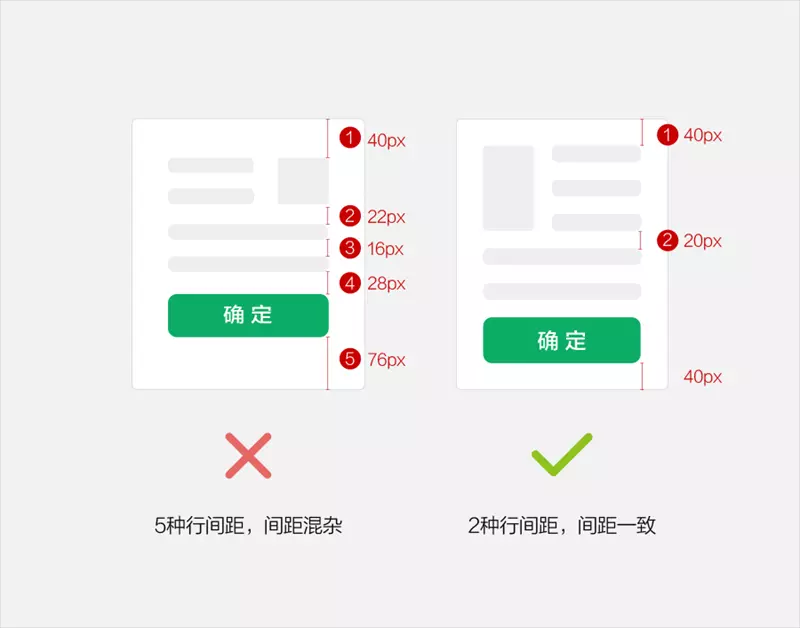 1 40px
2 22px
3 16px
4 28px
确定
5 76px
5种行间距，间距混杂
1 40px
2 20px
确定
40px
2种行间距，间距一致